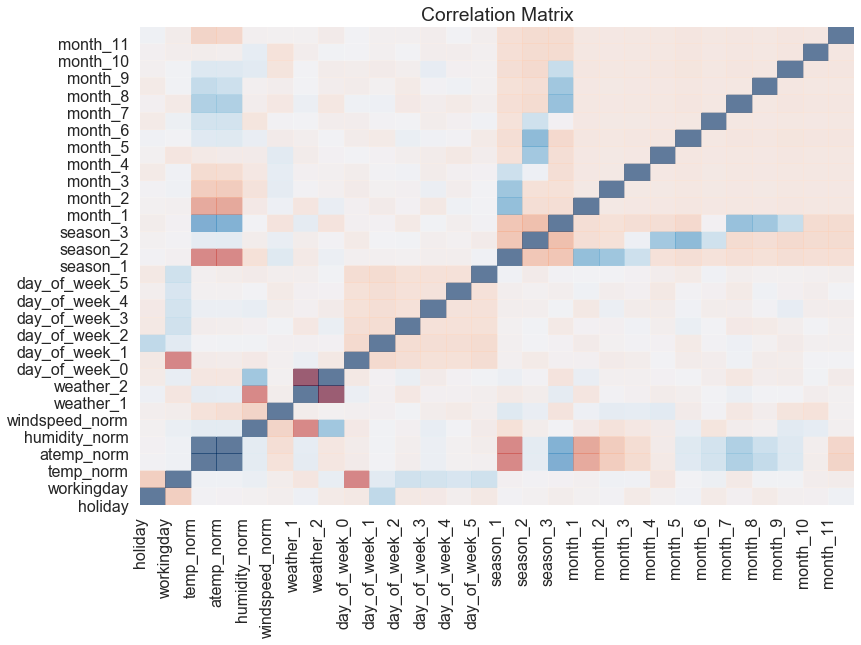 Correlation Matrix
month_11
month_10
month_9
month_8
month_7
month_6
month_5
month_4
month_3
month_2
month_1
season_3
season_2
season_1
day_of_week_5
day_of_week_4
day_of_week_3
day_of_week_2
day_of_week_1
day_of_week_0
weather_2
weather_1
windspeed_norm
humidity_norm
atemp_norm
temp_norm
workingday
holiday
holiday
workingday
temp_norm
atemp_norm
humidity_norm
windspeed_norm
weather_1
weather_2
day_of_week_0
day_of_week_1
day_of_week_2
day_of_week_3
day_of_week_4
day_of_week_5
season_1
season_2
season_3
month_1
month_2
month_3
month_4
month_5
month_6
month_7
month_8
month_9
month_10
month_11